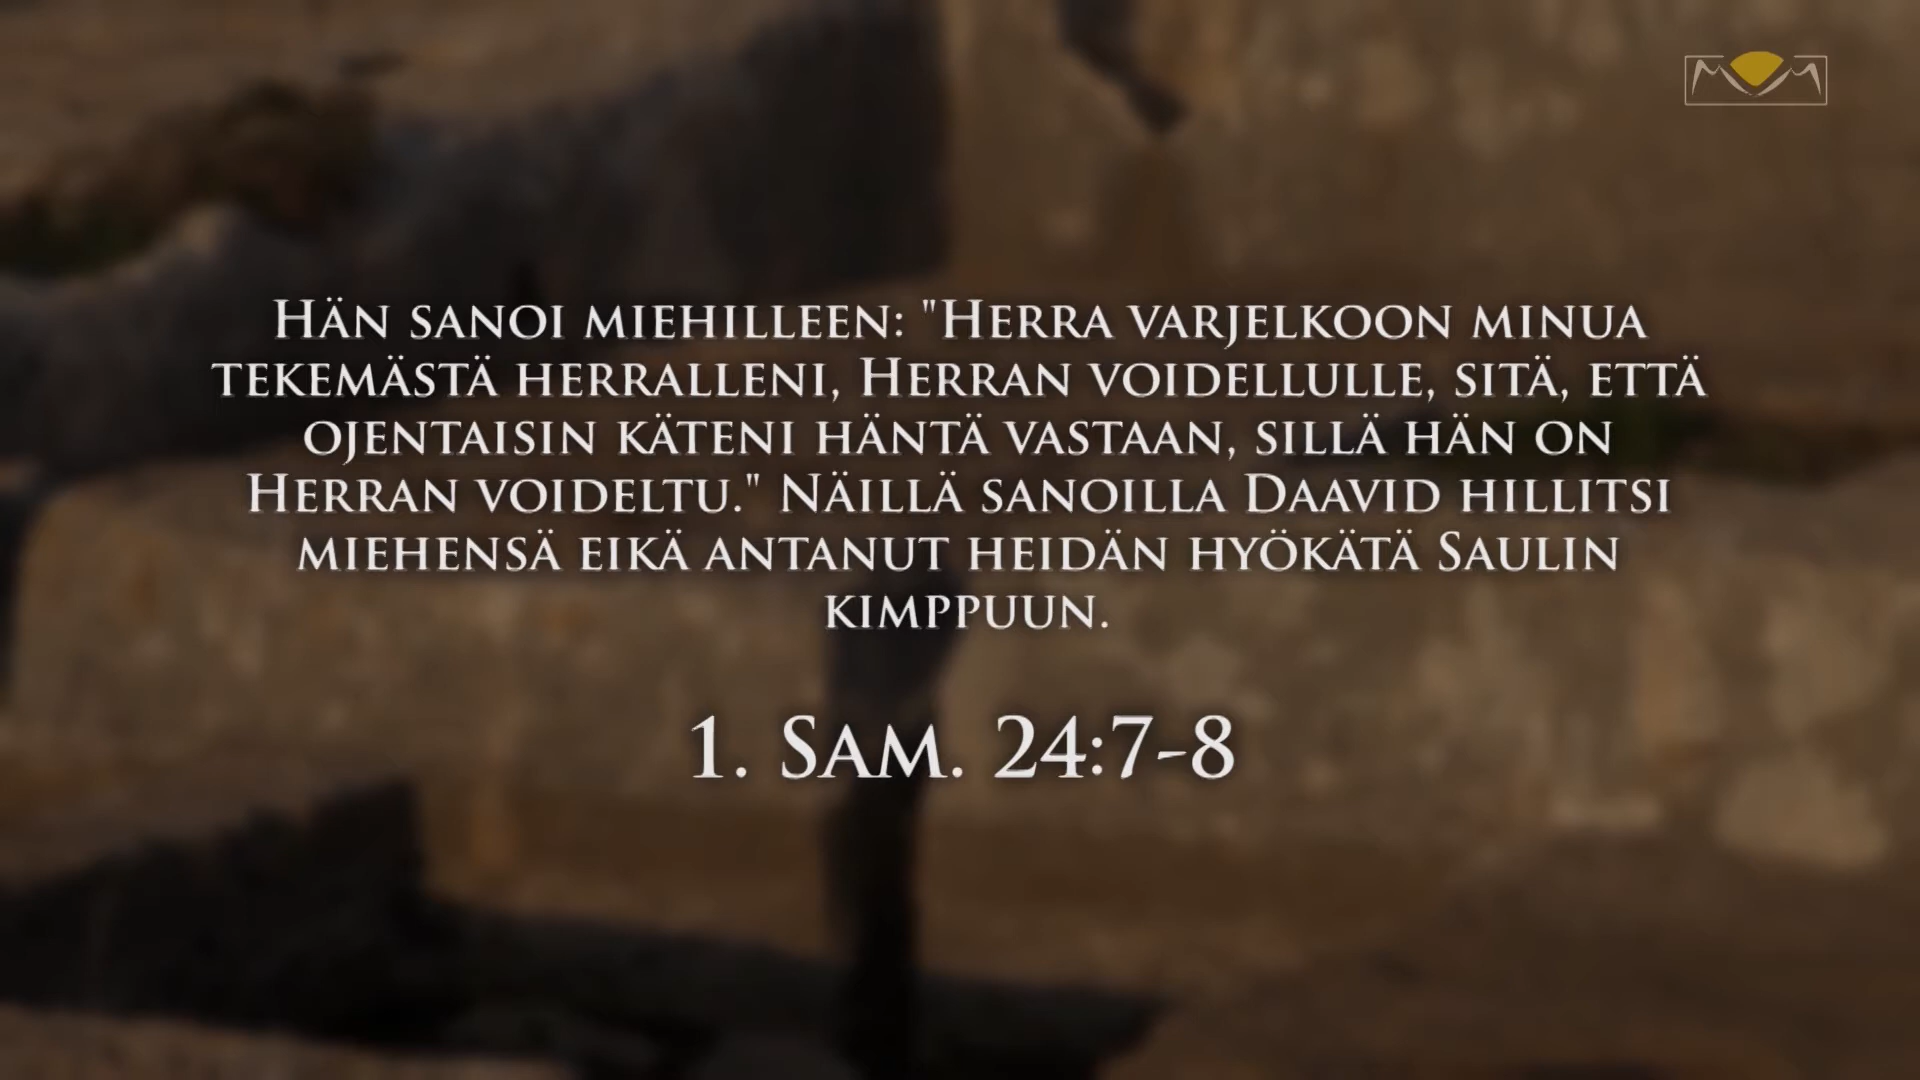 Hän sanoi miehilleen: "Herra varjelkoon minua
tekemästä herralleni, Herran voidellulle, sitä, että
ojentaisin käteni häntä vastaan, sillä hän on
Herran voideltu." Näillä sanoilla Daavid hillitsi
miehensä eikä antanut heidän hyökätä Saulin
kimppuun.
1. Sam. 24:7-8